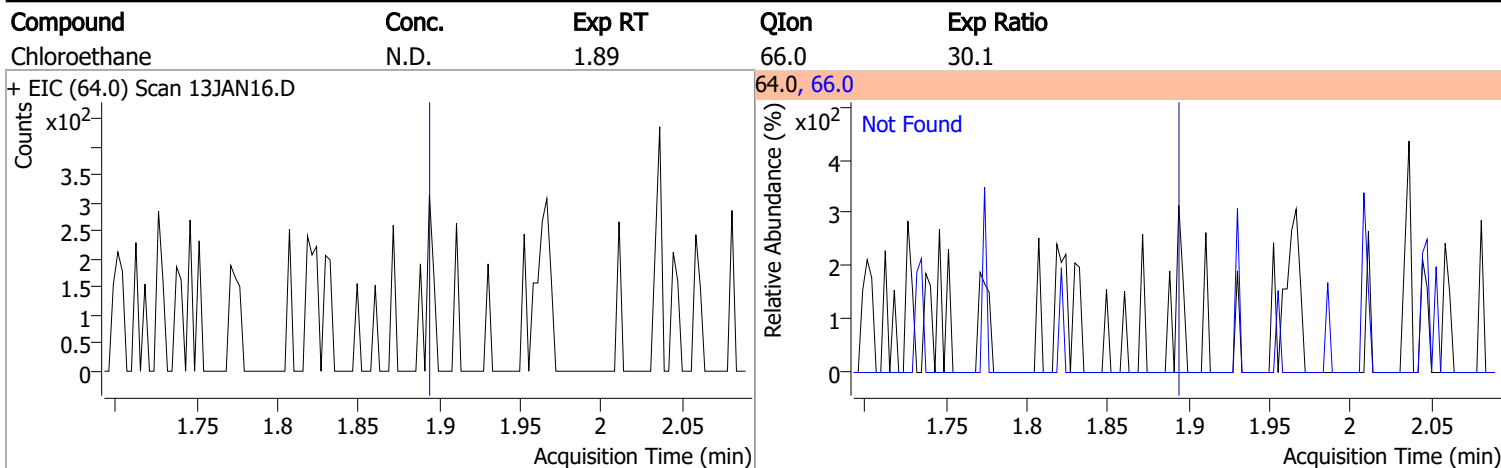 Compound Conc. Exp RT QIon Exp Ratio
Chloroethane N.D. 1.89 66.0 30.1
+ EIC (64.0) Scan 13JAN16.D
Counts
x10²
3.5
3
2.5
2
1.5
1
0.5
0
1.75 1.8 1.85 1.9 1.95 2 2.05
Acquisition Time (min)
64.0, 66.0
Relative Abundance (%)
x10²
Not Found
4
3
2
1
0
1.75 1.8 1.85 1.9 1.95 2 2.05
Acquisition Time (min)